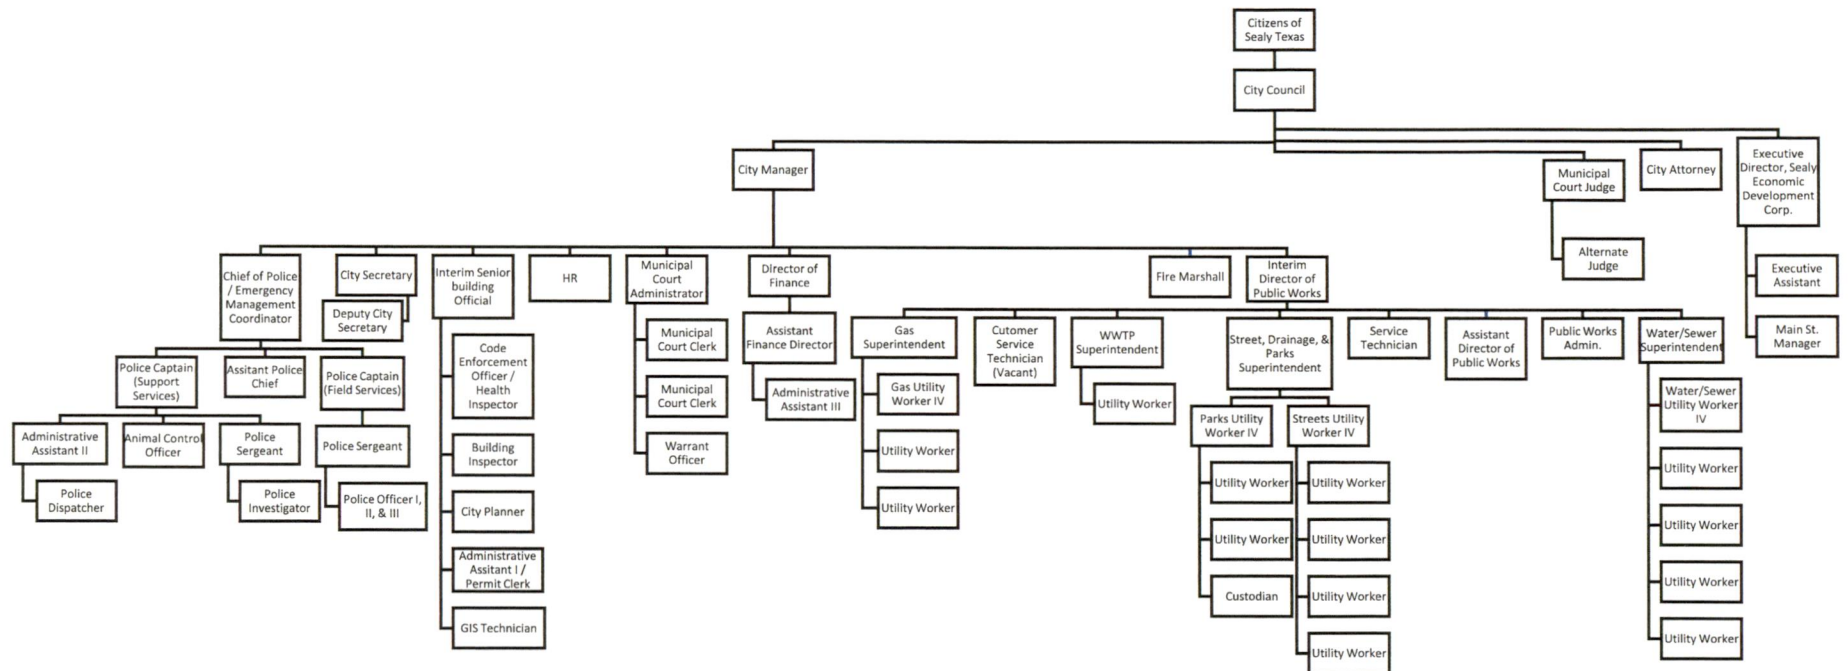 Citizens of
Sealy Texas
City Council
City Manager
Municipal
Court Judge
City Attorney
Executive
Director, Sealy
Economic
Development
Corp.
Alternate
Judge
Executive
Assistant
Main St.
Manager
Chief of Police
/ Emergency
Management
Coordinator
City Secretary
Deputy City
Secretary
Interim Senior
building
Official
HR
Municipal
Court
Administrator
Director of
Finance
Fire Marshall
Interim
Director of
Public Works
Police Captain
(Support
Services)
Assitant Police
Chief
Police Captain
(Field Services)
Administrative
Assistant II
Animal Control
Officer
Police
Sergeant
Police Sergeant
Police
Dispatcher
Police
Investigator
Police Officer I,
II, & III
Code
Enforcement
Officer /
Health
Inspector
Building
Inspector
City Planner
Administrative
Assitant I /
Permit Clerk
GIS Technician
Municipal
Court Clerk
Municipal
Court Clerk
Warrant
Officer
Assistant
Finance Director
Administrative
Assistant III
Gas
Superintendent
Gas Utility
Worker IV
Utility Worker
Utility Worker
Cutomer
Service
Technician
(Vacant)
WWTP
Superintendent
Utility Worker
Street, Drainage, &
Parks
Superintendent
Parks Utility
Worker IV
Utility Worker
Utility Worker
Custodian
Streets Utility
Worker IV
Utility Worker
Utility Worker
Utility Worker
Utility Worker
Service
Technician
Assistant
Director of
Public Works
Public Works
Admin.
Water/Sewer
Superintendent
Water/Sewer
Utility Worker
IV
Utility Worker
Utility Worker
Utility Worker
Utility Worker